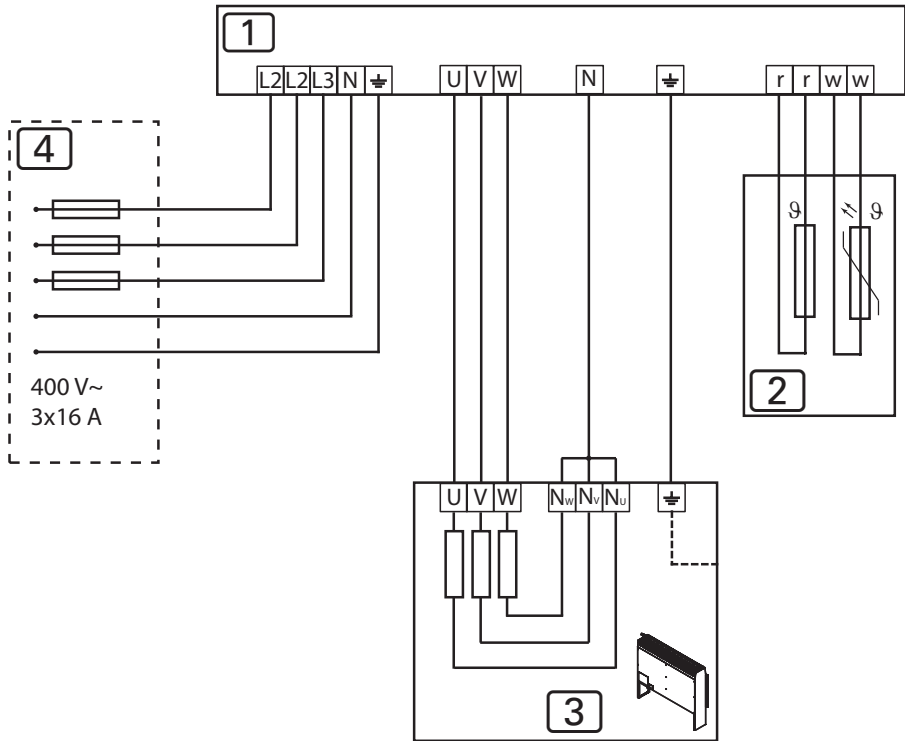 1
L2 L2 L3 N U V W N r r w w
4
ϑ ϑ
400 V~
3x16 A
2
U V W Nw Nv Nu
3